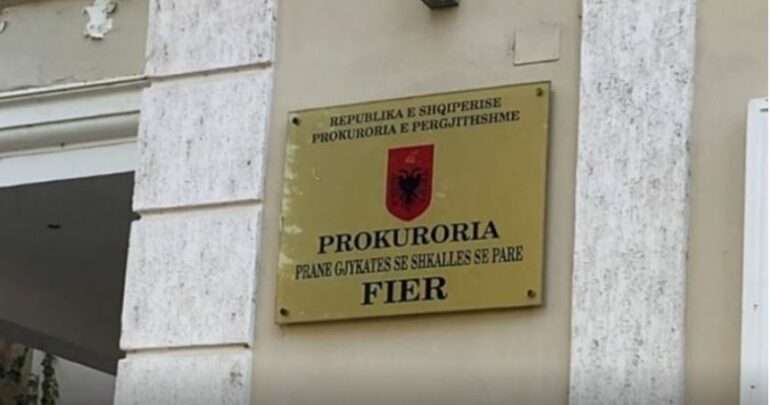 REPUBLIKA E SHQIPERISE
PROKURORIA E PERGJITHSHME
PROKURORIA
PRANE GJYKATES SE SHKALLES SE PARE
FIER